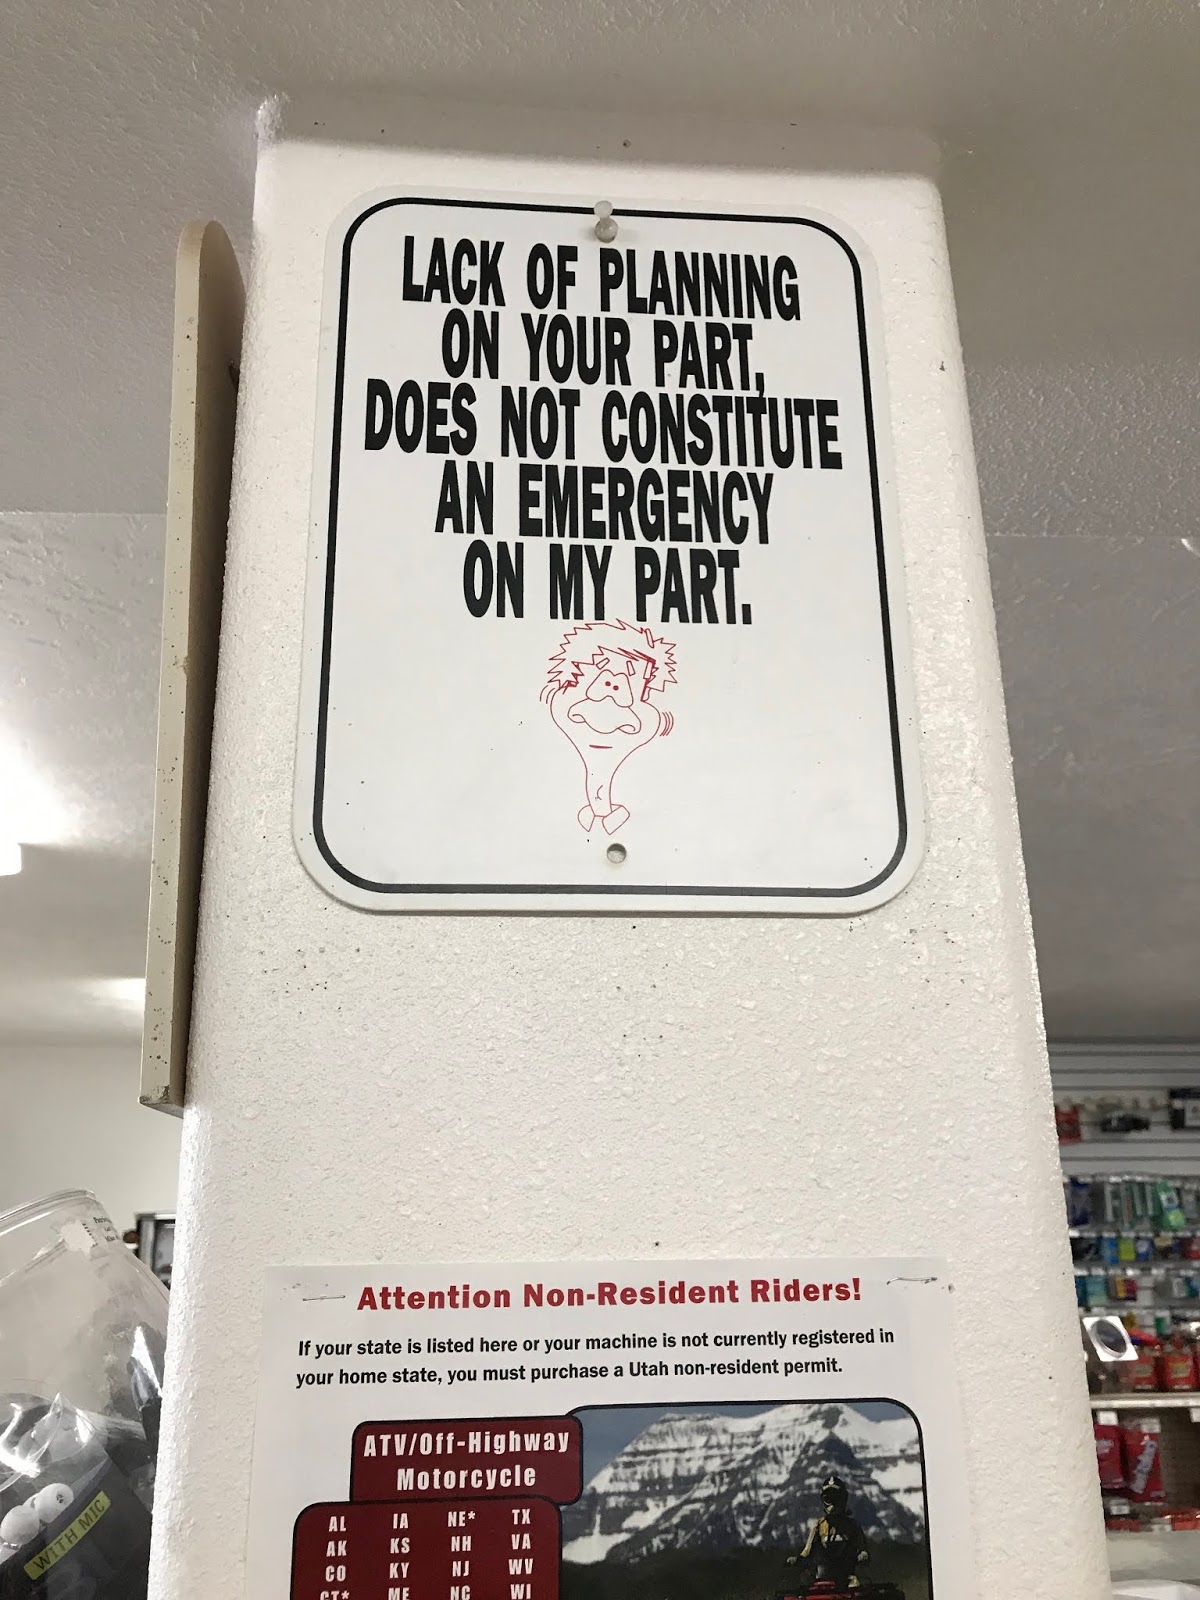 LACK OF PLANNING
ON YOUR PART,
DOES NOT CONSTITUTE
AN EMERGENCY
ON MY PART.
Attention Non-Resident Riders!
If your state is listed here or your machine is not currently registered in
your home state, you must purchase a Utah non-resident permit.
ATV/Off-Highway
Motorcycle
AL IA NE* TX
AK KS NH VA
CO KY NJ WV
CT* ME NC WI
WITH MIC